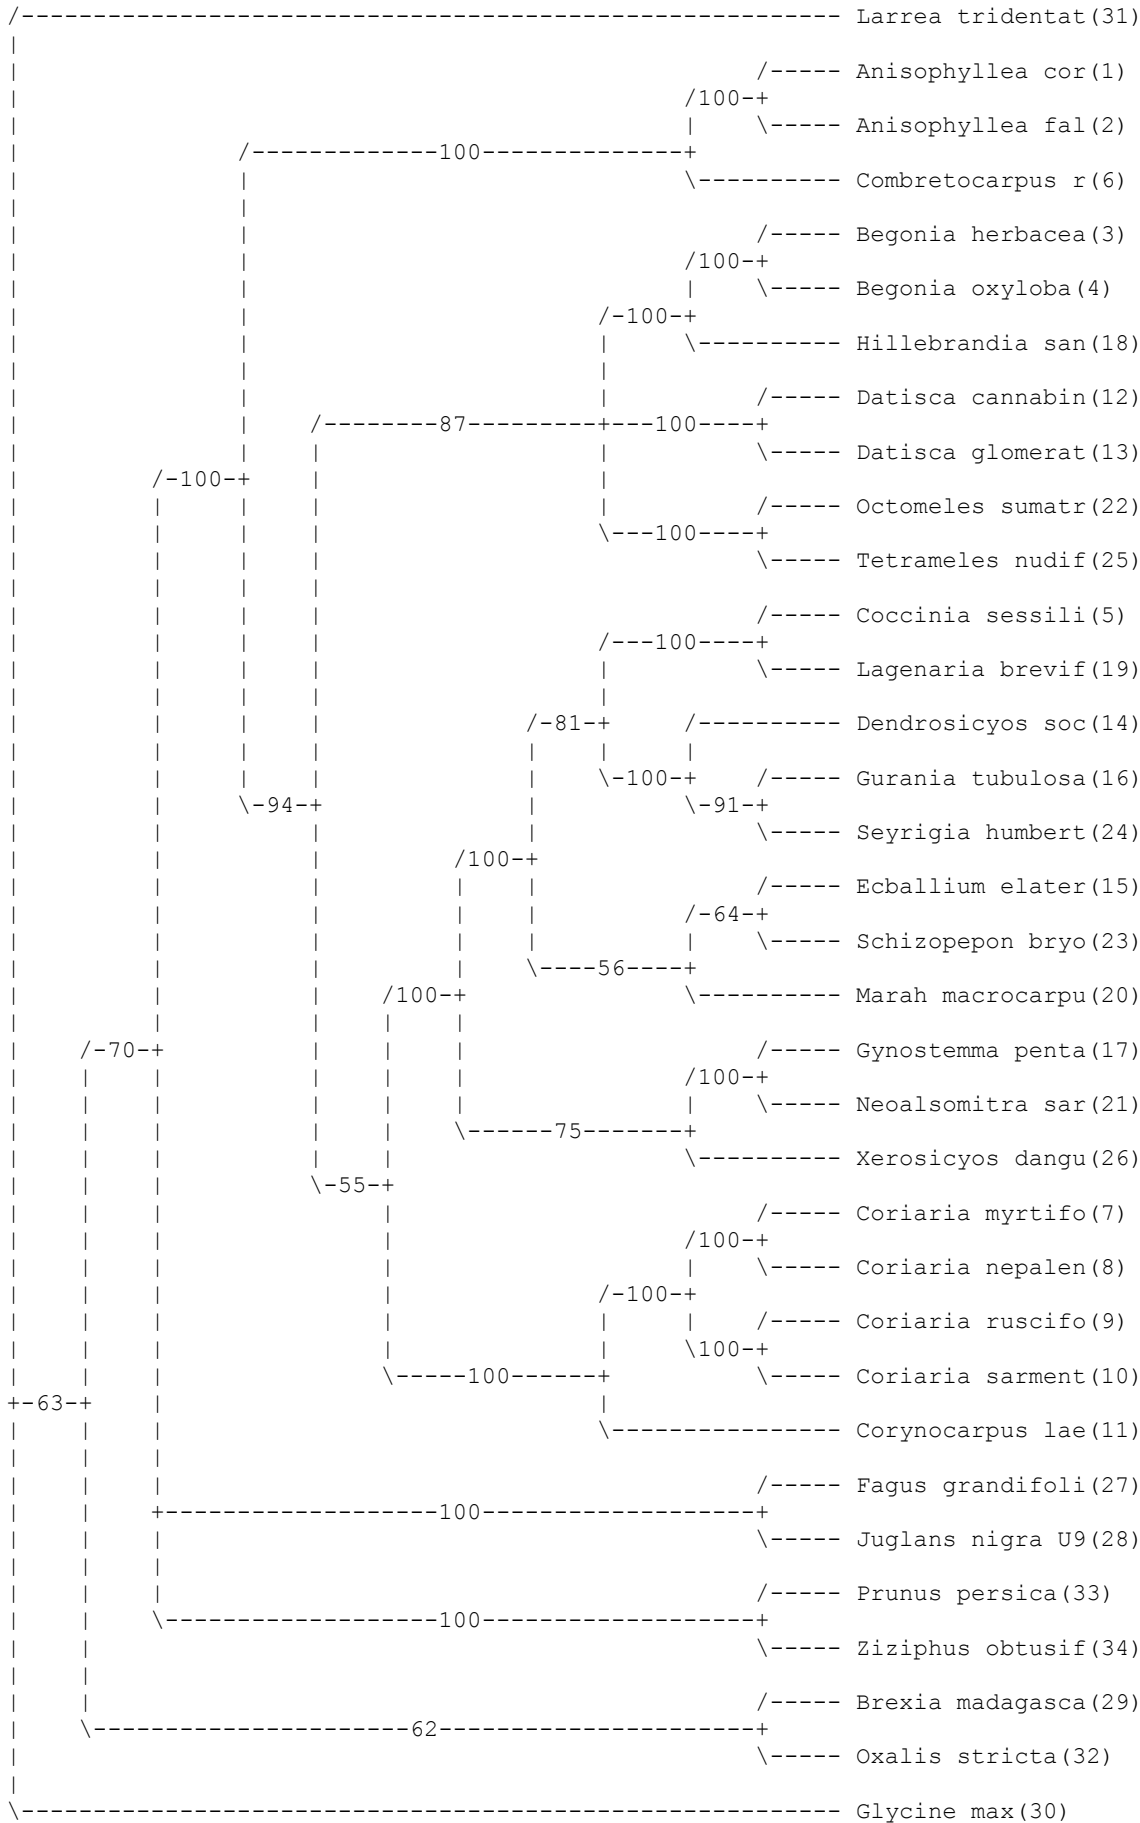 Larrea tridentat(31)
Anisophyllea cor(1)
100
Anisophyllea fal(2)
100
Combretocarpus r(6)
Begonia herbacea(3)
100
Begonia oxyloba(4)
100
Hillebrandia san(18)
Datisca cannabin(12)
87 100
Datisca glomerat(13)
100
Octomeles sumatr(22)
100
Tetrameles nudif(25)
Coccinia sessili(5)
100
Lagenaria brevif(19)
81 Dendrosicyos soc(14)
100 Gurania tubulosa(16)
94 91
Seyrigia humbert(24)
100
Ecballium elater(15)
64
Schizopepon bryo(23)
56
100 Marah macrocarpu(20)
70 Gynostemma penta(17)
100
Neoalsomitra sar(21)
75
Xerosicyos dangu(26)
55
Coriaria myrtifo(7)
100
Coriaria nepalen(8)
100
Coriaria ruscifo(9)
100
100 Coriaria sarment(10)
63
Corynocarpus lae(11)
Fagus grandifoli(27)
100
Juglans nigra U9(28)
Prunus persica(33)
100
Ziziphus obtusif(34)
Brexia madagasca(29)
62
Oxalis stricta(32)
Glycine max(30)